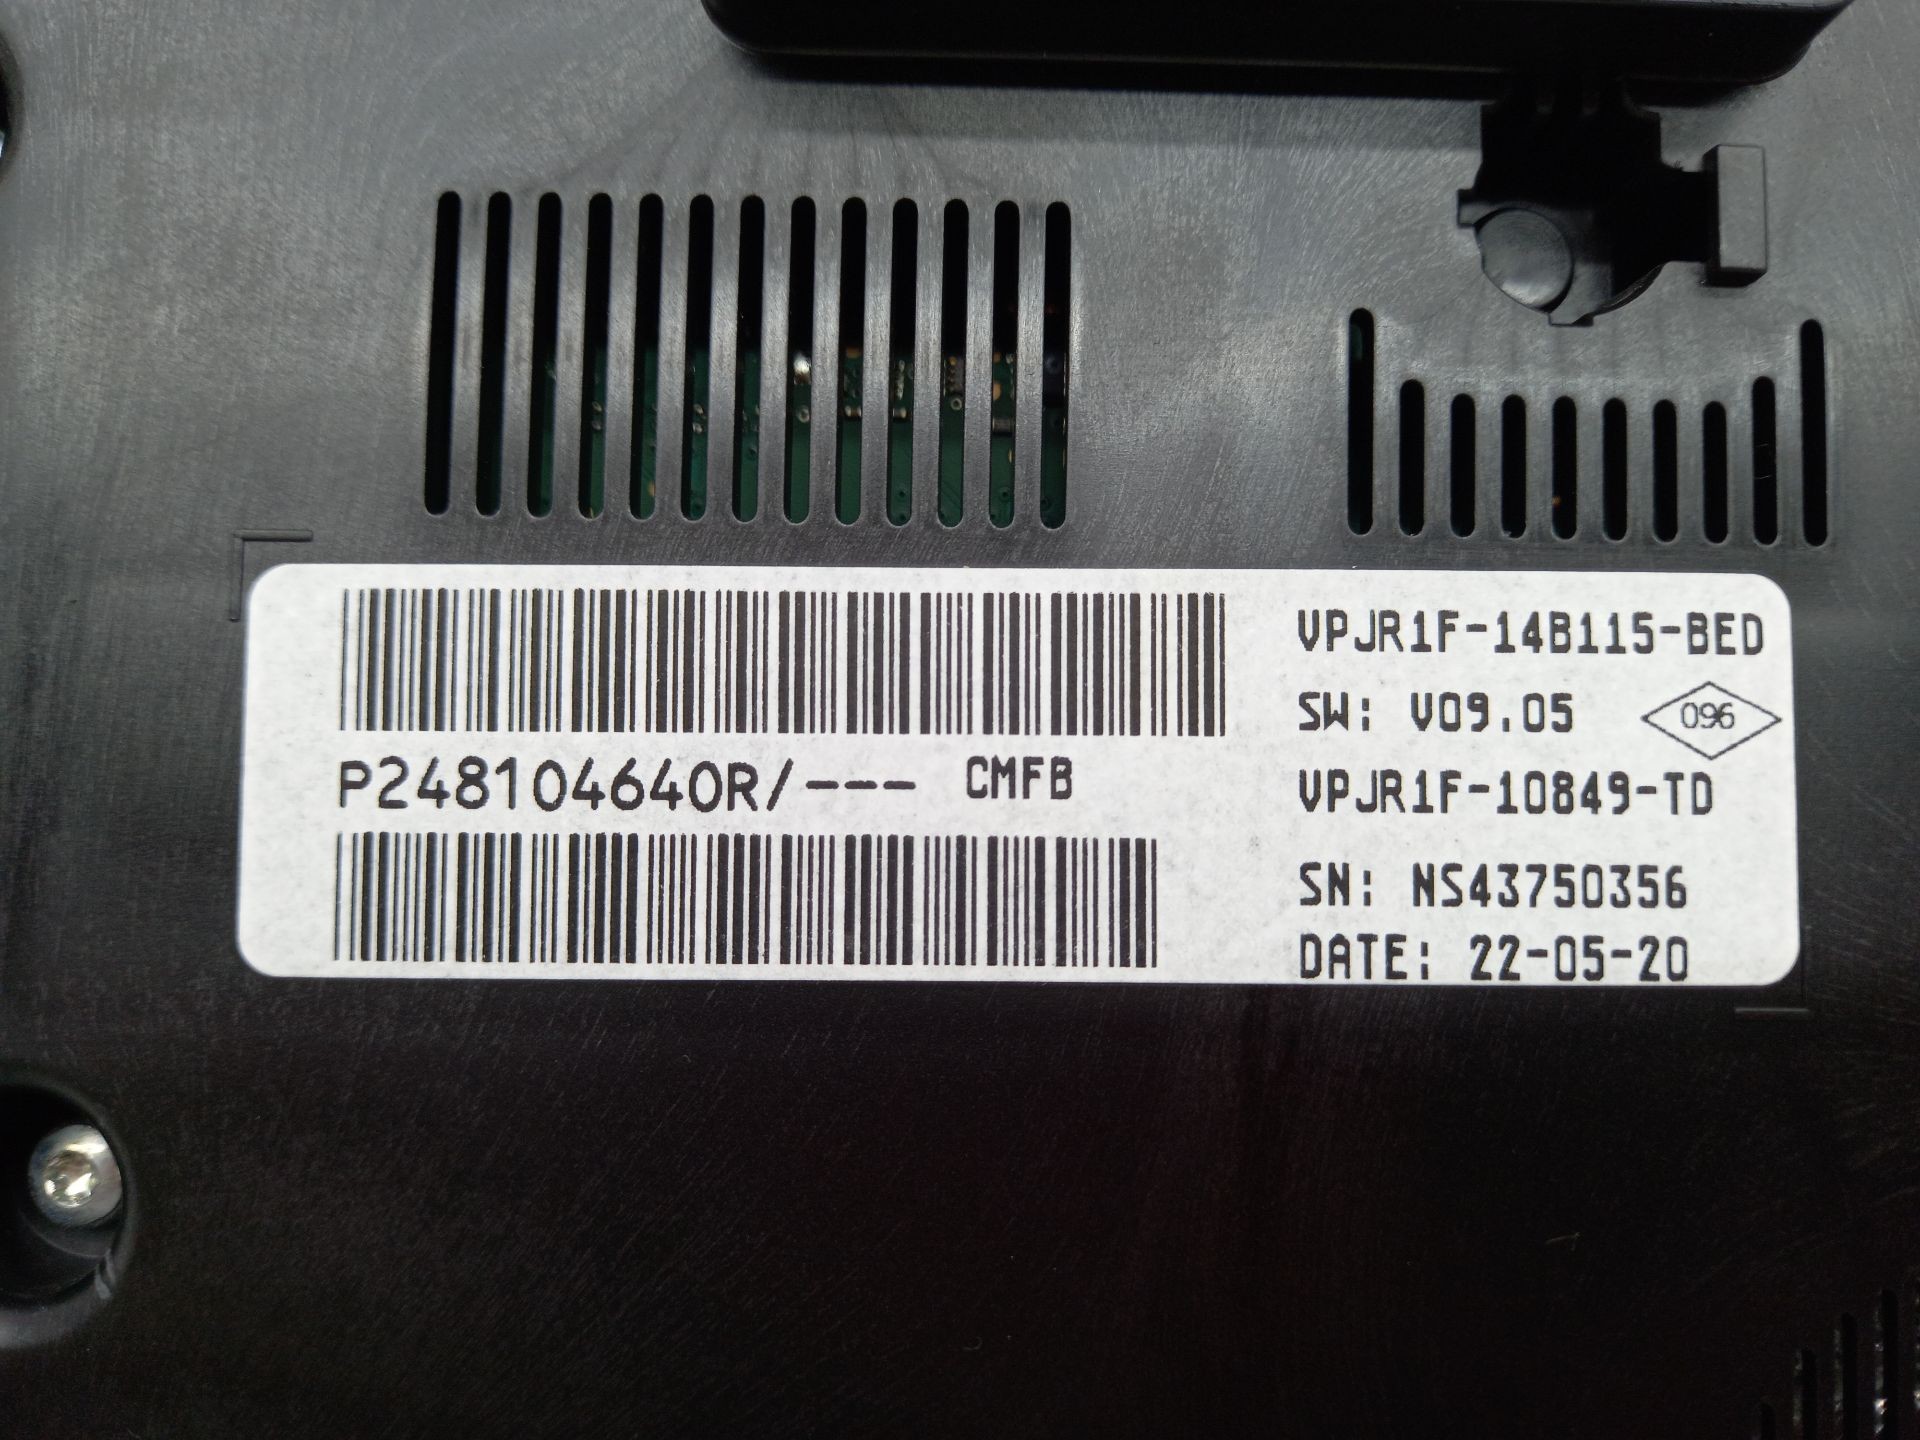 VPJR1F-14B115-BED
SW: V09.05
096
P248104640R/--- CMFB
VPJR1F-10849-TD
SN: NS43750356
DATE: 22-05-20